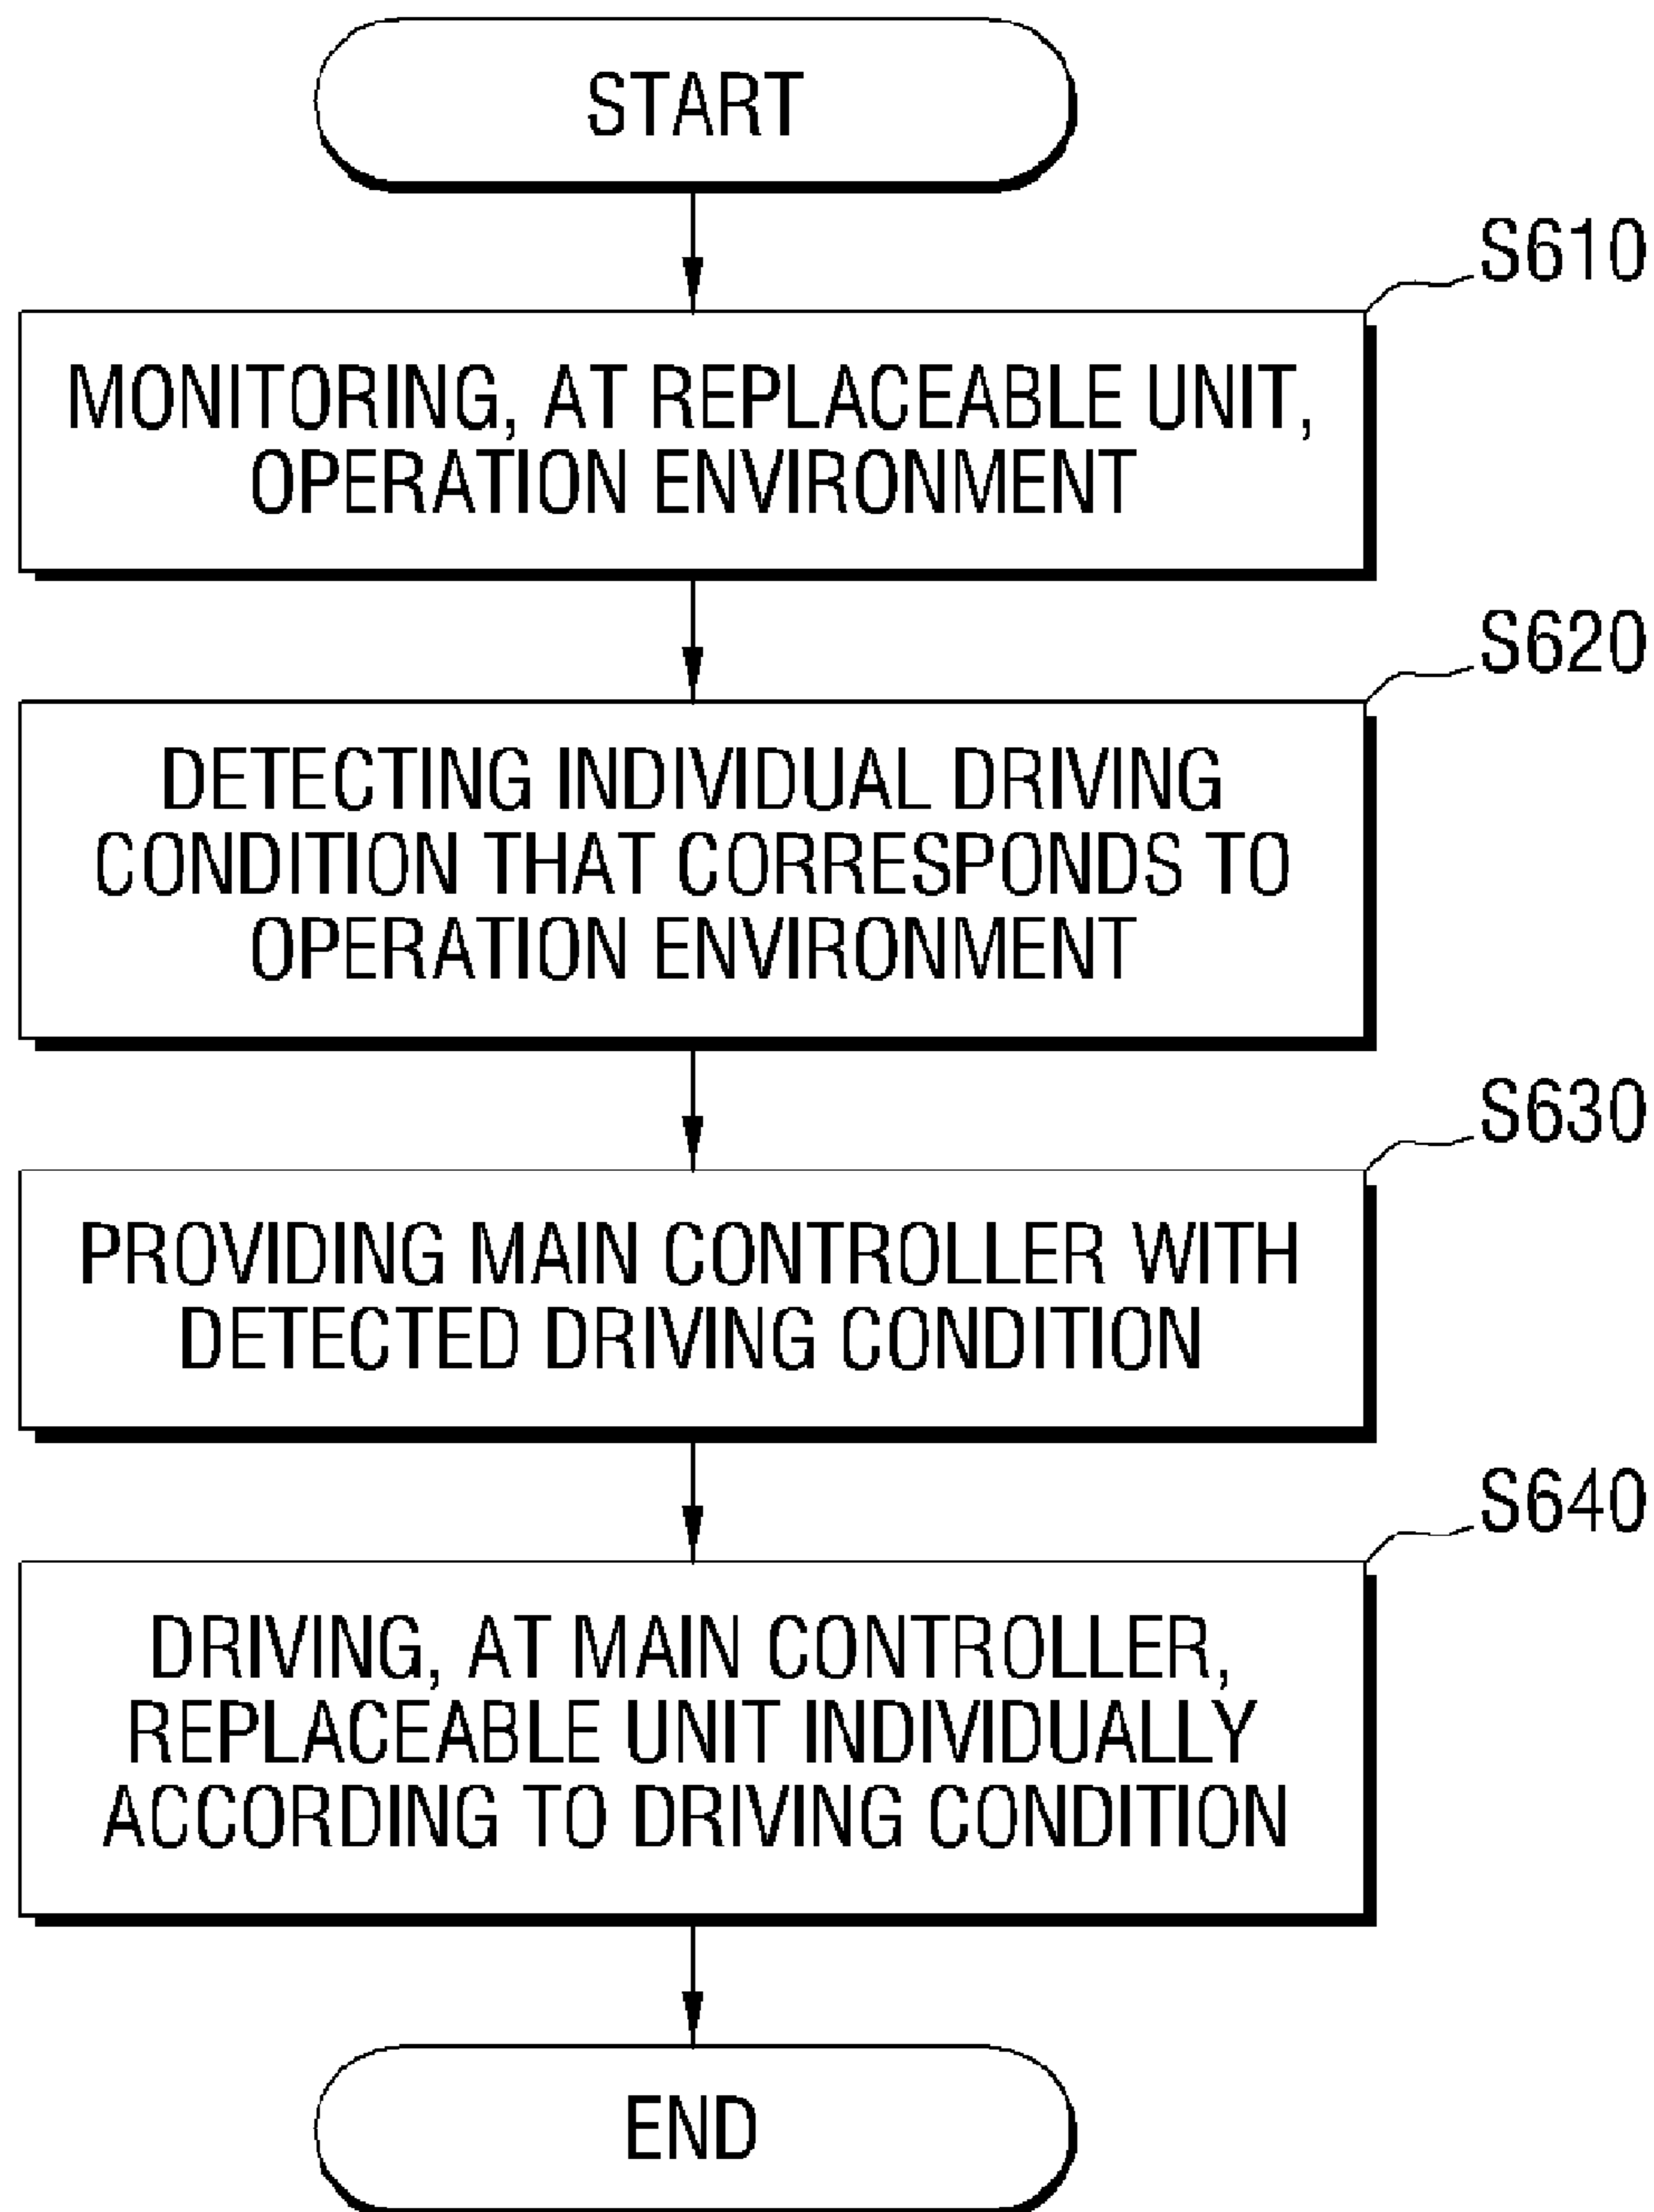 START
S610
MONITORING, AT REPLACEABLE UNIT,
OPERATION ENVIRONMENT
S620
DETECTING INDIVIDUAL DRIVING
CONDITION THAT CORRESPONDS TO
OPERATION ENVIRONMENT
S630
PROVIDING MAIN CONTROLLER WITH
DETECTED DRIVING CONDITION
S640
DRIVING, AT MAIN CONTROLLER,
REPLACEABLE UNIT INDIVIDUALLY
ACCORDING TO DRIVING CONDITION
END